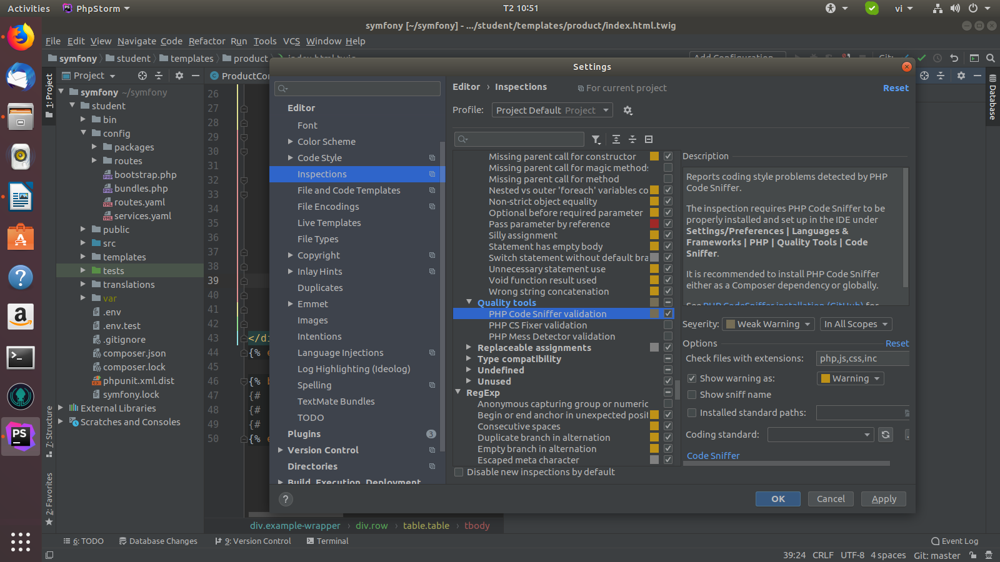 Activities
PhpStorm
T2 10:51
vi
symfony [~/symfony] - .../student/templates/product/index.html.twig
File Edit View Navigate Code Refactor Run Tools VCS Window Help
symfony
student
templates
product
index.html.twig
Add Configuration...
Git:
1: Project
Project
ProductCon
Database
symfony ~/symfony
student
bin
config
packages
routes
bootstrap.php
bundles.php
routes.yaml
services.yaml
public
src
templates
tests
translations
var
.env
.env.test
.gitignore
composer.json
composer.lock
phpunit.xml.dist
symfony.lock
External Libraries
Scratches and Consoles
7: Structure
2: Favorites
26
27
28
29
30
31
32
33
34
35
36
37
38
39
40
41
42
43 </di
44 {% e
45
46 {% b
47 {#
48 {#
49 {#
50 {% e
Settings
Editor
Font
Color Scheme
Code Style
Inspections
File and Code Templates
File Encodings
Live Templates
File Types
Copyright
Inlay Hints
Duplicates
Emmet
Images
Intentions
Language Injections
Log Highlighting (Ideolog)
Spelling
TextMate Bundles
TODO
Plugins 3
Version Control
Directories
Build, Execution, Deployment
?
Editor › Inspections
For current project
Reset
Profile: Project Default Project
Missing parent call for constructor
Missing parent call for magic methods
Missing parent call for method
Nested vs outer 'foreach' variables co
Non-strict object equality
Optional before required parameter
Pass parameter by reference
Silly assignment
Statement has empty body
Switch statement without default bra
Unnecessary statement use
Void function result used
Wrong string concatenation
Quality tools
PHP Code Sniffer validation
PHP CS Fixer validation
PHP Mess Detector validation
Replaceable assignments
Type compatibility
Undefined
Unused
RegExp
Anonymous capturing group or numeric
Begin or end anchor in unexpected posit
Consecutive spaces
Duplicate branch in alternation
Empty branch in alternation
Escaped meta character
Disable new inspections by default
Description
Reports coding style problems detected by PHP
Code Sniffer.
The inspection requires PHP Code Sniffer to be
properly installed and set up in the IDE under
Settings/Preferences | Languages &
Frameworks | PHP | Quality Tools | Code
Sniffer.
It is recommended to install PHP Code Sniffer
either as a Composer dependency or globally.
See PHP CodeSniffer installation (GitHub) for
Severity: Weak Warning In All Scopes
Options Reset
Check files with extensions: php,js,css,inc
Show warning as: Warning
Show sniff name
Installed standard paths:
Coding standard:
Code Sniffer
OK Cancel Apply
div.example-wrapper › div.row › table.table › tbody
6: TODO
Database Changes
9: Version Control
Terminal
Event Log
39:24 CRLF UTF-8 4 spaces Git: master
PS